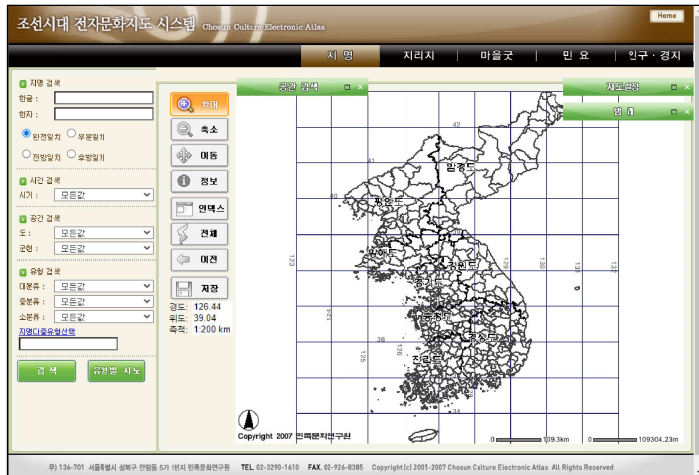 조선시대 전자문화지도 시스템 Chosun Culture Electronic Atlas
Home
지 명 | 지리지 | 마을굿 | 민 요 | 인구 · 경지
지명 검색
한글 :
한자 :
완전일치 부분일치
전방일치 후방일치
시간 검색
시기 : 모든값
공간 검색
도 : 모든값
군현 : 모든값
유형 검색
대분류 : 모든값
중분류 : 모든값
소분류 : 모든값
지명다중유형선택
검 색 유형별 지도
확대
축소
이동
정보
인덱스
전체
이전
저장
경도: 126.44
위도: 39.04
축척: 1:200 km
공간 검색
지도설정
범 례
42
41
함경도
40
평안도
황해도
강원도
123
129
130
131
132
경기도
124
충청도
경상도
36
125
126
전라도
34
Copyright 2007 민족문화연구원
0 109.3km
0 109304.23m
우) 136-701 서울특별시 성북구 안암동 5가 1번지 민족문화연구원 TEL 02-3290-1610 FAX. 02-926-8385 Copyright(c) 2001-2007 Chosun Calture Electronic Atlas All Rights Reserved